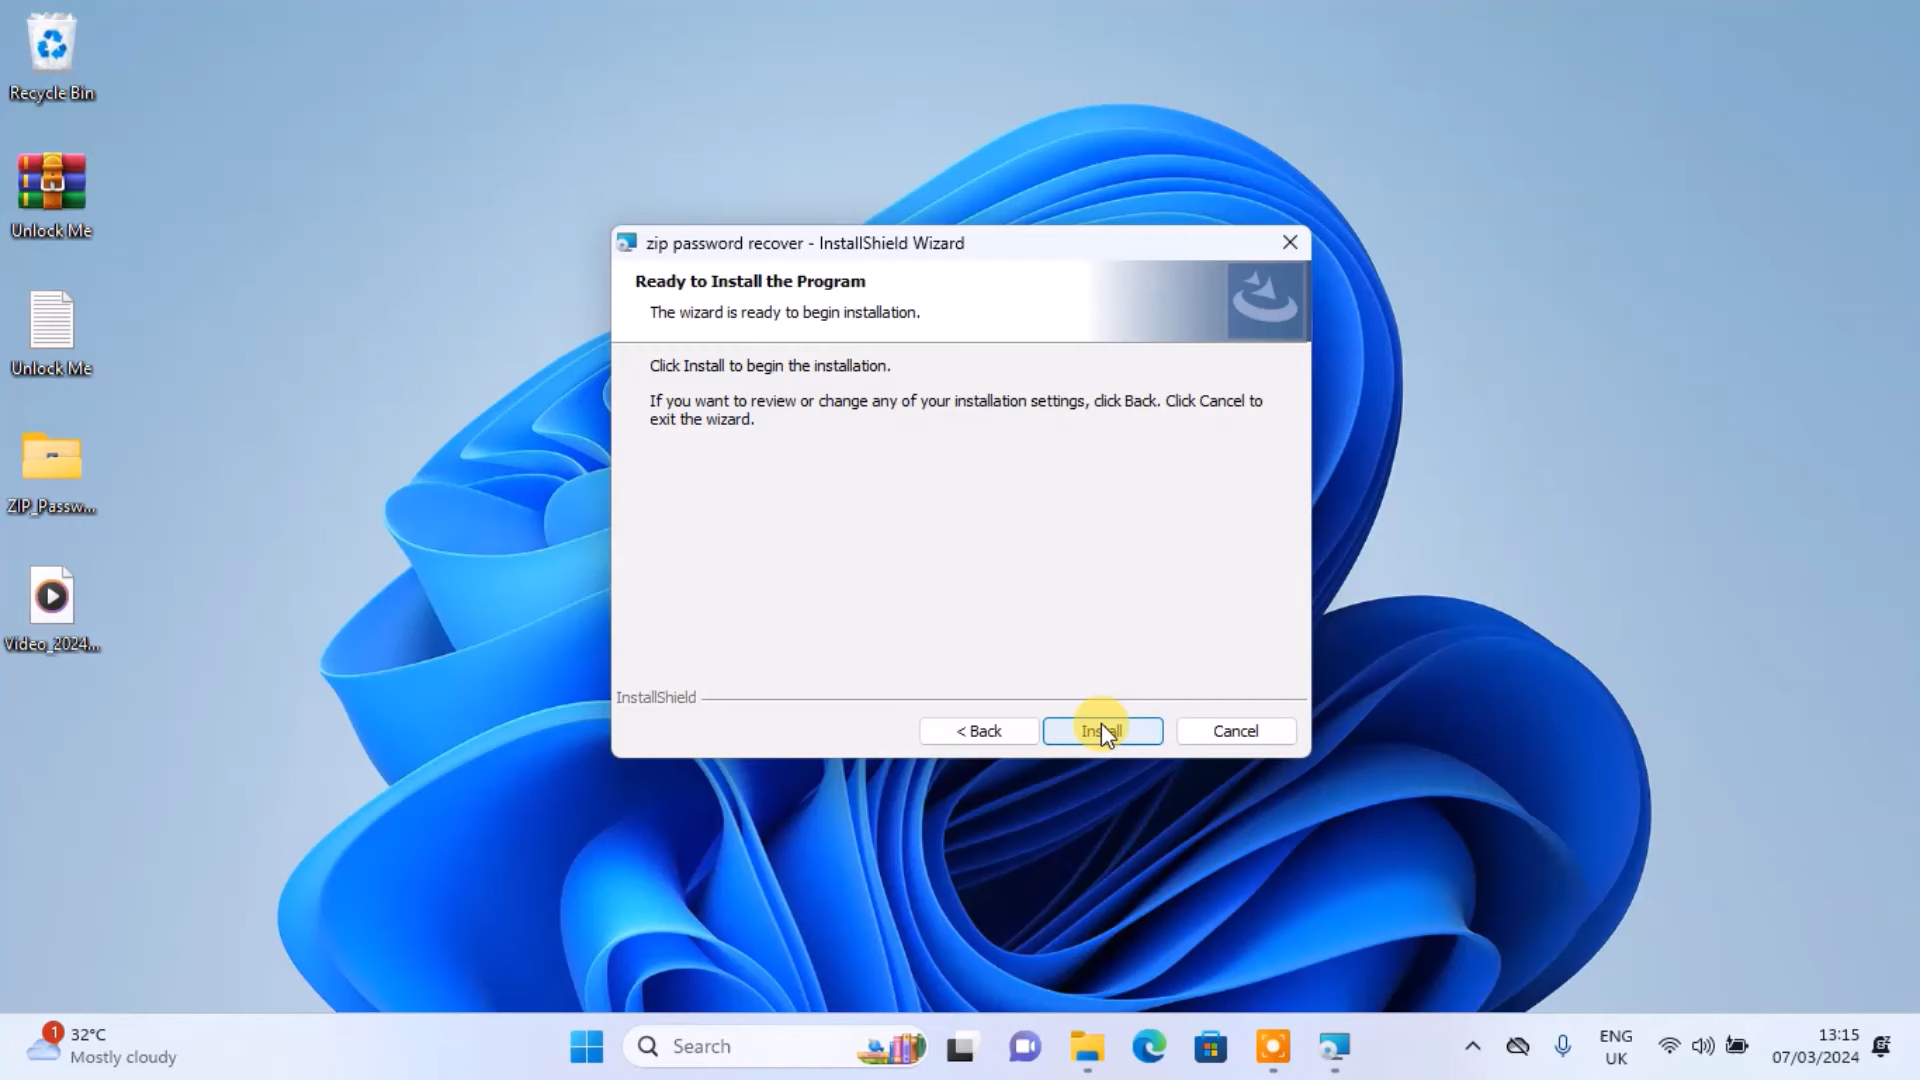 Recycle Bin
Unlock Me
Unlock Me
ZIP_Passw...
Video_2024...
zip password recover - InstallShield Wizard
Ready to Install the Program
The wizard is ready to begin installation.
Click Install to begin the installation.
If you want to review or change any of your installation settings, click Back. Click Cancel to
exit the wizard.
InstallShield
< Back
Install
Cancel
1
32°C
Mostly cloudy
Search
ENG
UK
13:15
07/03/2024